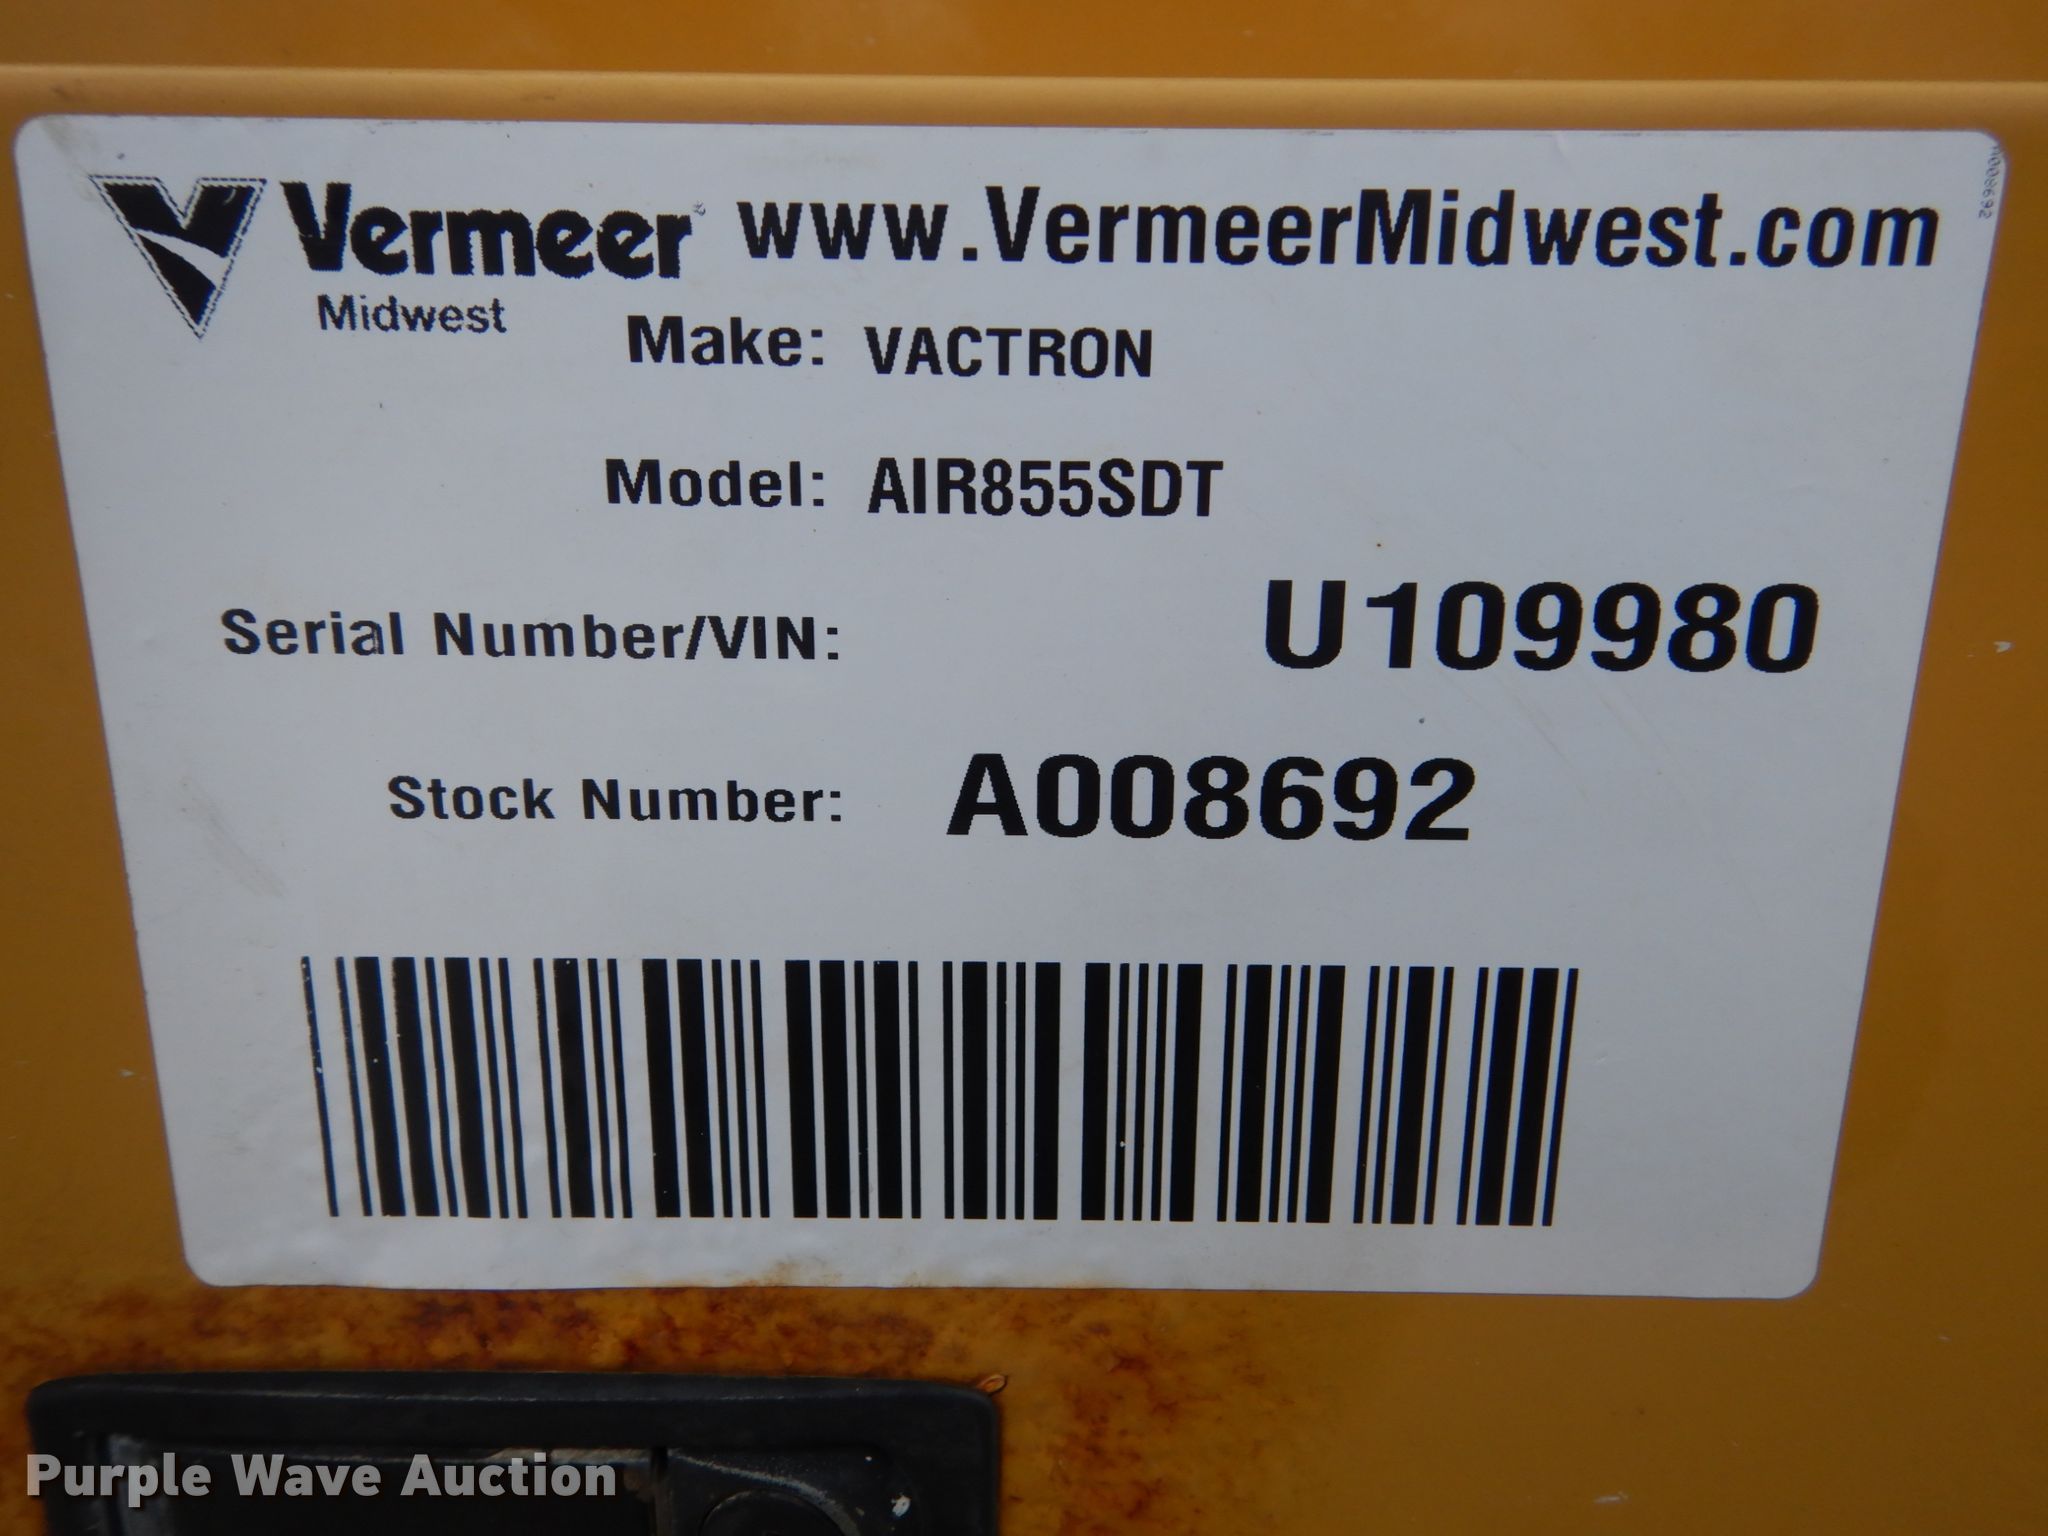 Vermeer® www.VermeerMidwest.com
Midwest
Make: VACTRON
Model: AIR855SDT
Serial Number/VIN: U109980
Stock Number: A008692
A008692
Purple Wave Auction